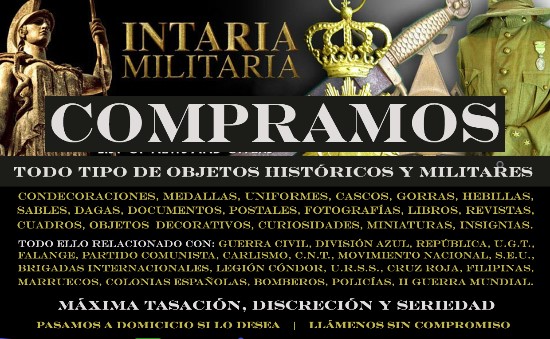 INTARIA
MILITARIA
COMPRAMOS
TODO TIPO DE OBJETOS HISTÓRICOS Y MILITARES
CONDECORACIONES, MEDALLAS, UNIFORMES, CASCOS, GORRAS, HEBILLAS,
SABLES, DAGAS, DOCUMENTOS, POSTALES, FOTOGRAFÍAS, LIBROS, REVISTAS,
CUADROS, OBJETOS DECORATIVOS, CURIOSIDADES, MINIATURAS, INSIGNIAS.
TODO ELLO RELACIONADO CON: GUERRA CIVIL, DIVISIÓN AZUL, REPÚBLICA, U.G.T.,
FALANGE, PARTIDO COMUNISTA, CARLISMO, C.N.T., MOVIMIENTO NACIONAL, S.E.U.,
BRIGADAS INTERNACIONALES, LEGIÓN CÓNDOR, U.R.S.S., CRUZ ROJA, FILIPINAS,
MARRUECOS, COLONIAS ESPAÑOLAS, BOMBEROS, POLICÍAS, II GUERRA MUNDIAL.
MÁXIMA TASACIÓN, DISCRECIÓN Y SERIEDAD
PASAMOS A DOMICICIO SI LO DESEA | LLÁMENOS SIN COMPROMISO